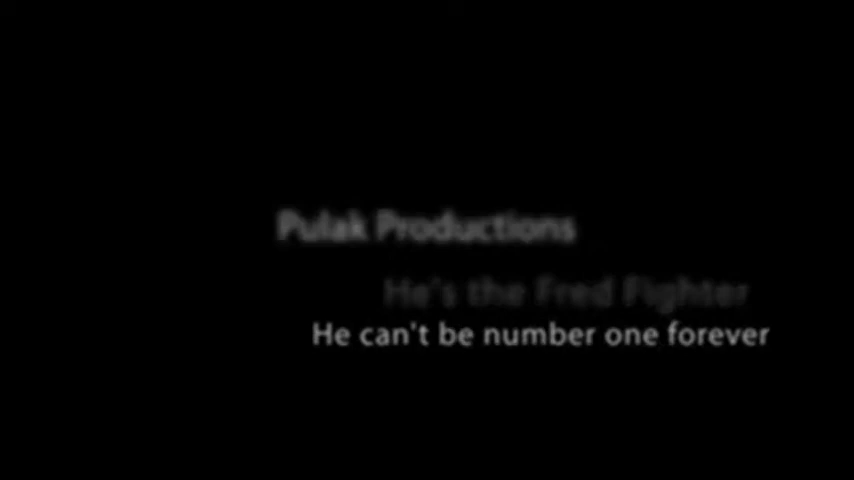 Pulak Productions
He's the Fred Fighter
He can't be number one forever